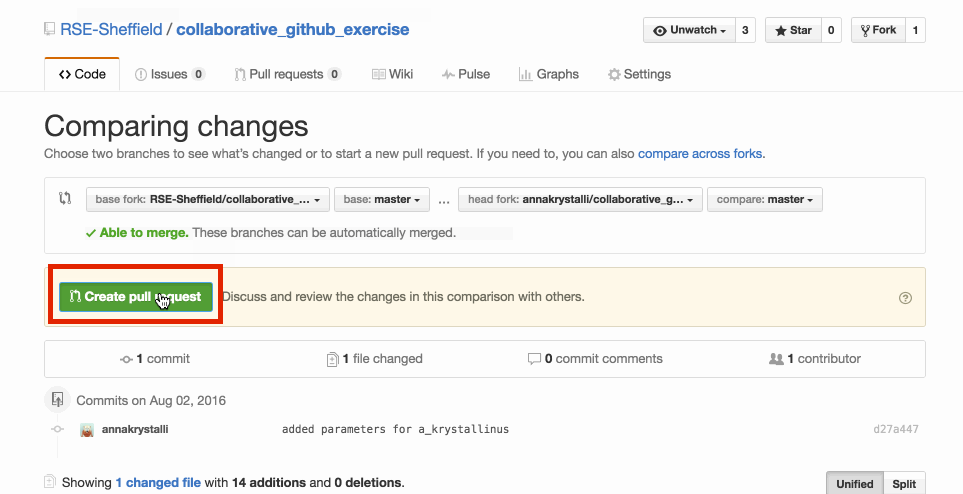 RSE-Sheffield / collaborative_github_exercise
Unwatch 3 Star 0 Fork 1
Code Issues 0 Pull requests 0 Wiki Pulse Graphs Settings
Comparing changes
Choose two branches to see what's changed or to start a new pull request. If you need to, you can also compare across forks.
base fork: RSE-Sheffield/collaborative_... base: master ... head fork: annakrystalli/collaborative_g... compare: master
Able to merge. These branches can be automatically merged.
Create pull request Discuss and review the changes in this comparison with others.
1 commit 1 file changed 0 commit comments 1 contributor
Commits on Aug 02, 2016
annakrystalli added parameters for a_krystallinus d27a447
Showing 1 changed file with 14 additions and 0 deletions. Unified Split